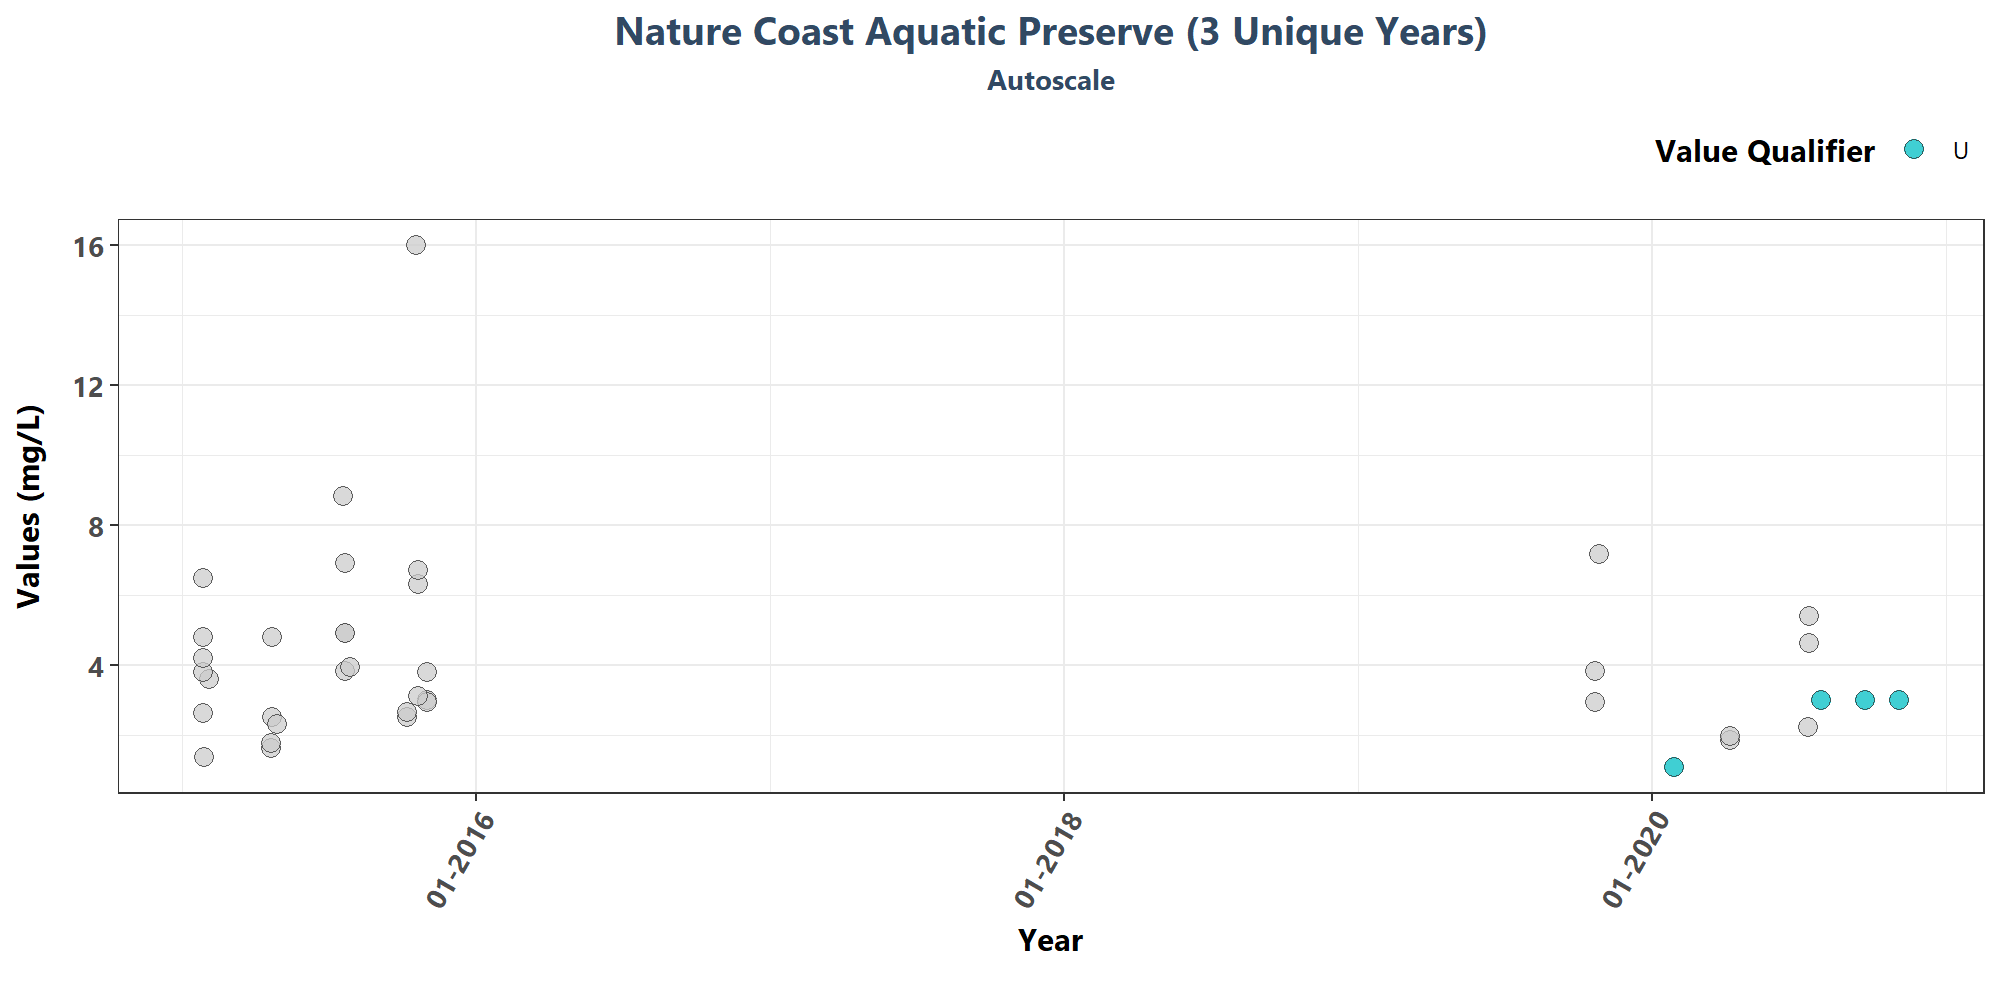 Nature Coast Aquatic Preserve (3 Unique Years)
Autoscale
Value Qualifier U
16
12
8
4
Values (mg/L)
01-2016
01-2018
01-2020
Year